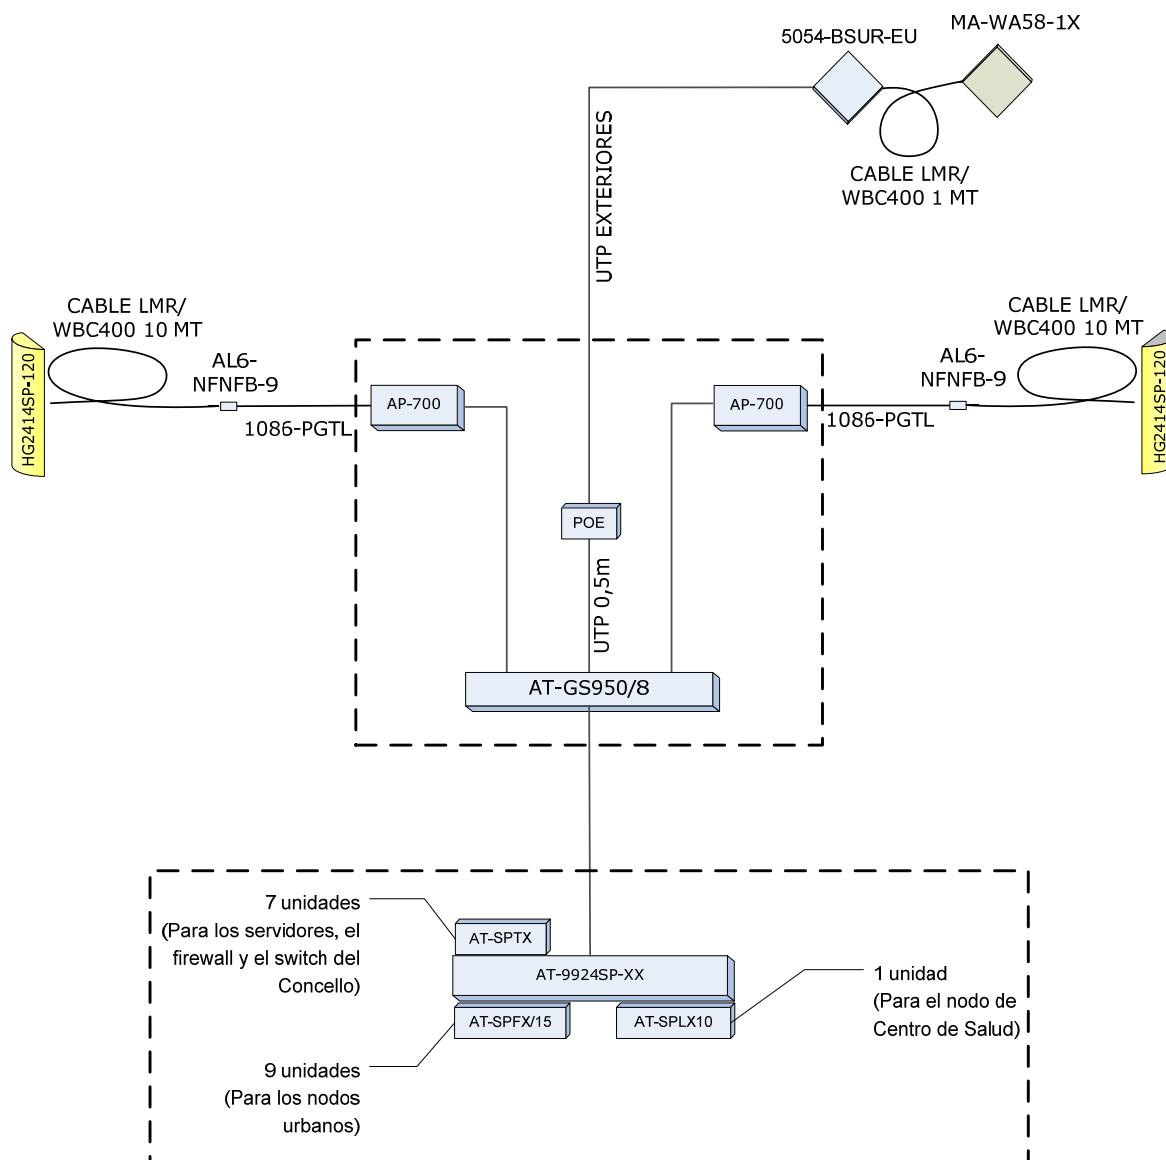 5054-BSUR-EU
MA-WA58-1X
CABLE LMR/
WBC400 1 MT
UTP EXTERIORES
CABLE LMR/
WBC400 10 MT
HG2414SP-120
AL6-
NFNFB-9
1086-PGTL
AP-700
AP-700
CABLE LMR/
WBC400 10 MT
AL6-
NFNFB-9
1086-PGTL
HG2414SP-120
POE
UTP 0,5m
AT-GS950/8
7 unidades
(Para los servidores, el
firewall y el switch del
Concello)
AT-SPTX
AT-9924SP-XX
AT-SPFX/15
AT-SPLX10
1 unidad
(Para el nodo de
Centro de Salud)
9 unidades
(Para los nodos
urbanos)